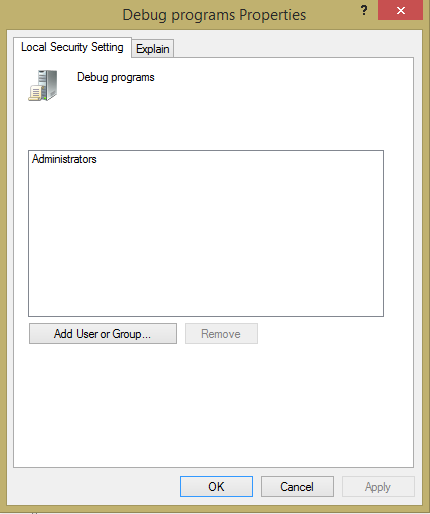 Debug programs Properties
?
Local Security Setting
Explain
Debug programs
Administrators
Add User or Group...
Remove
OK
Cancel
Apply